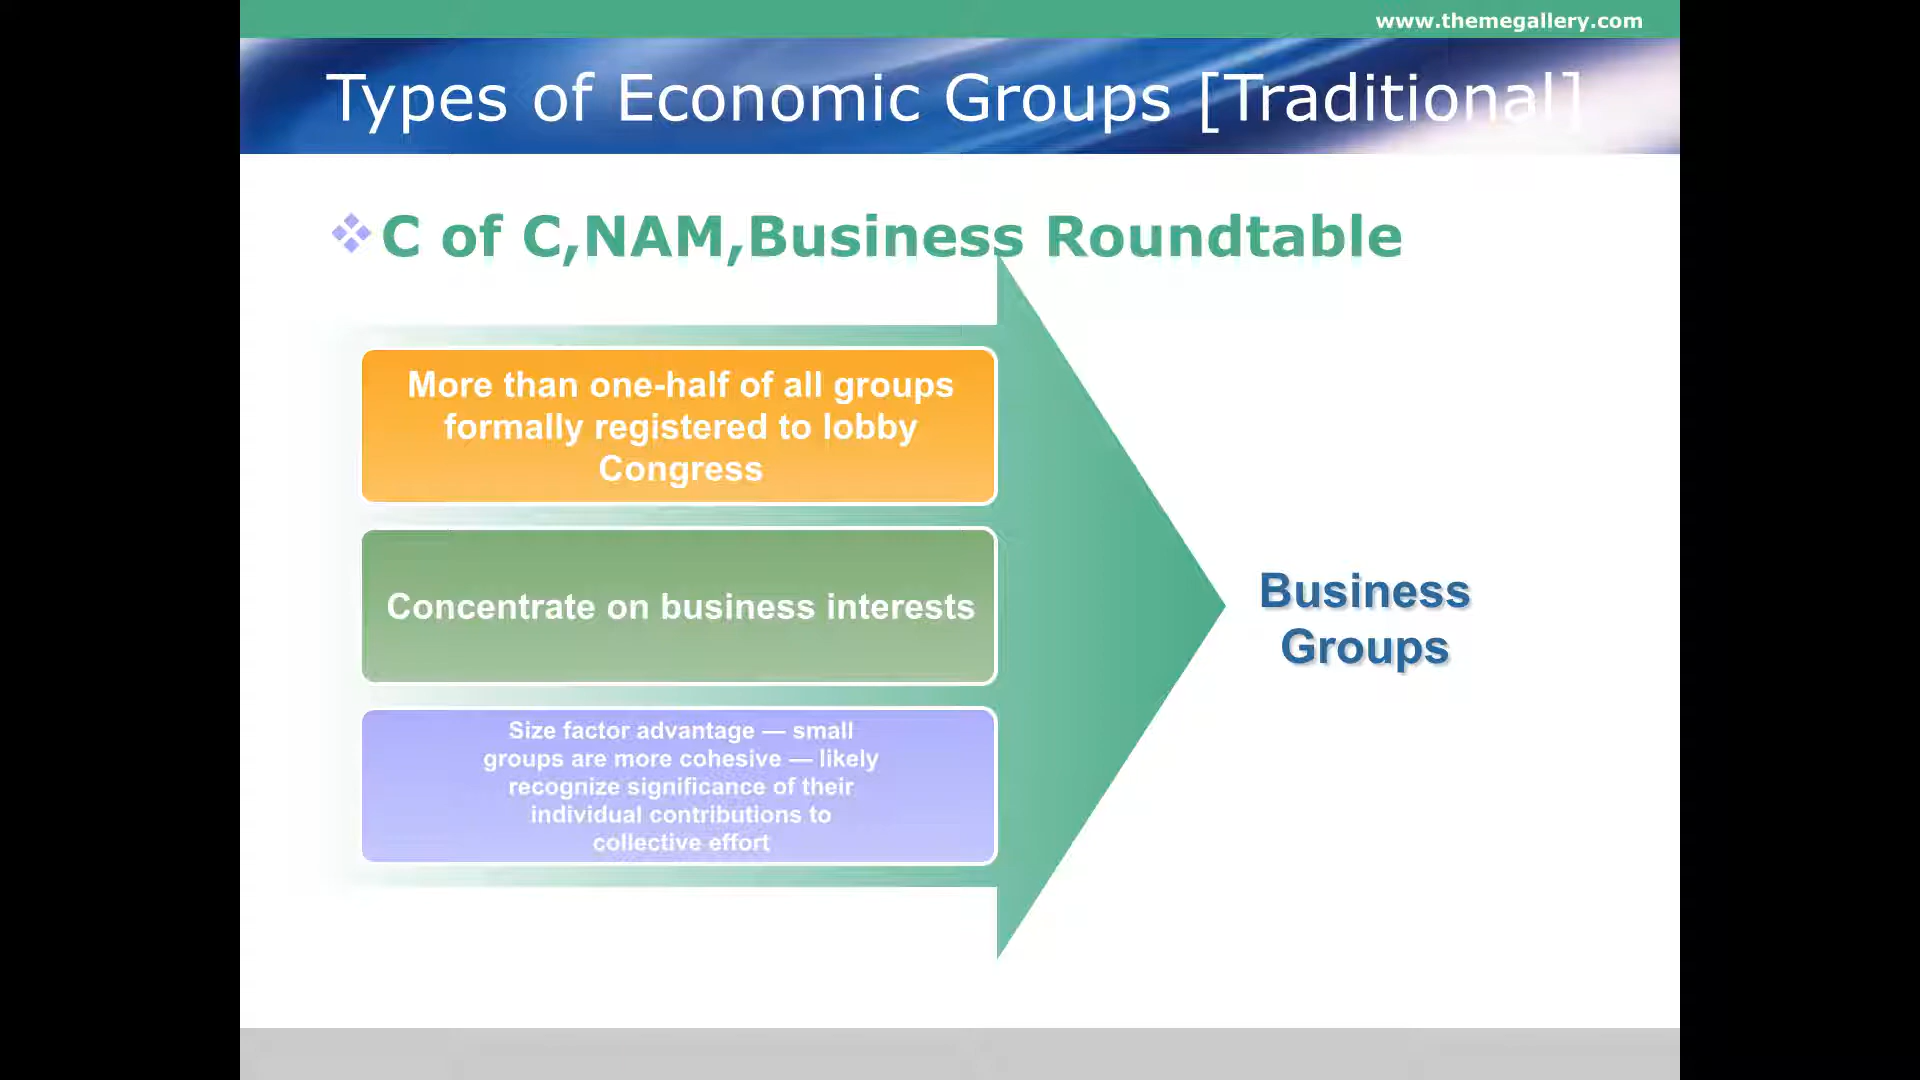 www.themegallery.com
Types of Economic Groups [Traditional]
C of C,NAM,Business Roundtable
More than one-half of all groups
formally registered to lobby
Congress
Concentrate on business interests
Size factor advantage — small
groups are more cohesive — likely
recognize significance of their
individual contributions to
collective effort
Business
Groups